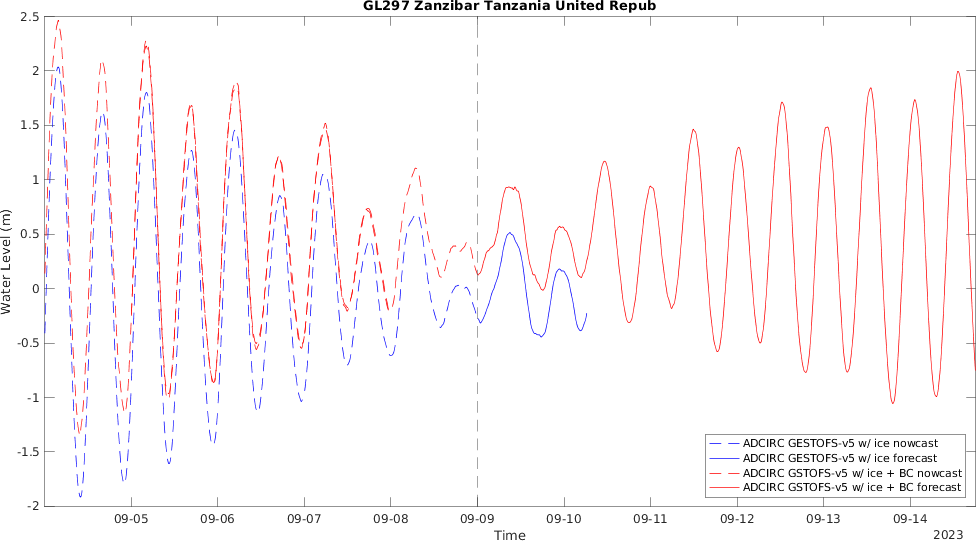 GL297 Zanzibar Tanzania United Repub
2.5
2
1.5
1
0.5
0
-0.5
-1
-1.5
-2
Water Level (m)
09-05 09-06 09-07 09-08 09-09 09-10 09-11 09-12 09-13 09-14
Time
2023
ADCIRC GESTOFS-v5 w/ ice nowcast
ADCIRC GESTOFS-v5 w/ ice forecast
ADCIRC GSTOFS-v5 w/ ice + BC nowcast
ADCIRC GSTOFS-v5 w/ ice + BC forecast